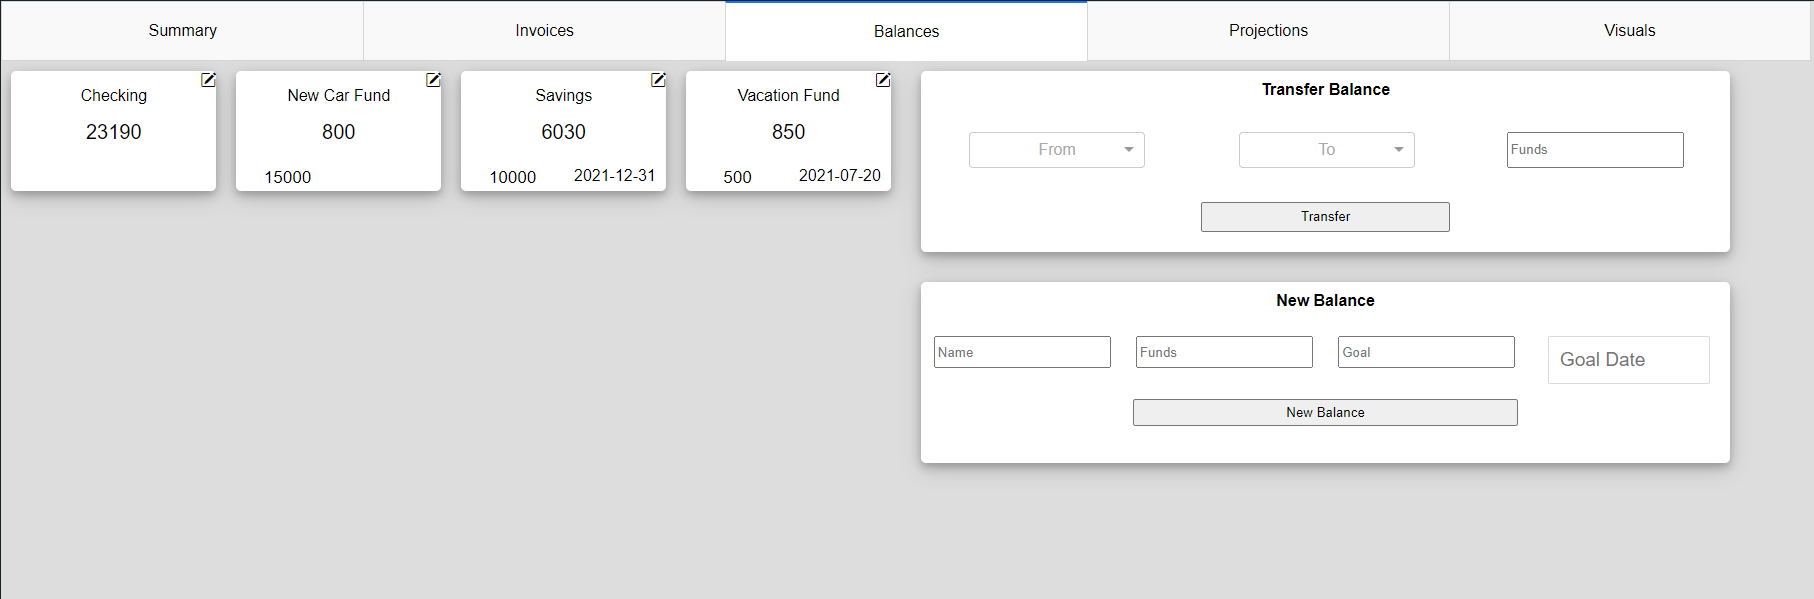 Summary
Invoices
Balances
Projections
Visuals
Checking
23190
New Car Fund
800
15000
Savings
6030
10000
2021-12-31
Vacation Fund
850
500
2021-07-20
Transfer Balance
From
To
Funds
Transfer
New Balance
Name
Funds
Goal
Goal Date
New Balance